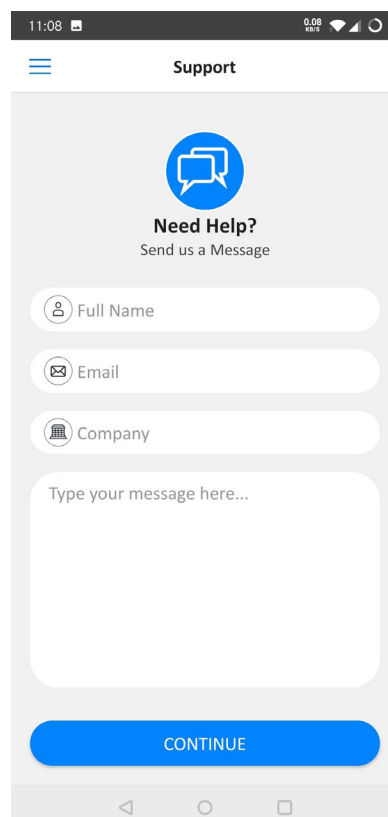 11:08
0.08
KB/S
Support
Need Help?
Send us a Message
Full Name
Email
Company
Type your message here...
CONTINUE